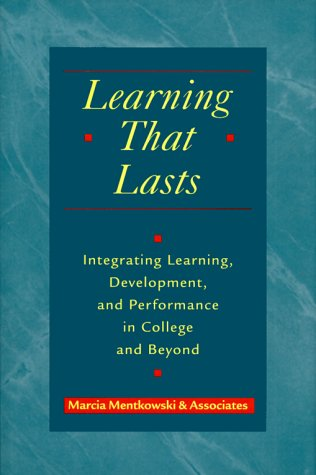 Learning
That
Lasts
Integrating Learning,
Development,
and Performance
in College
and Beyond
Marcia Mentkowski & Associates